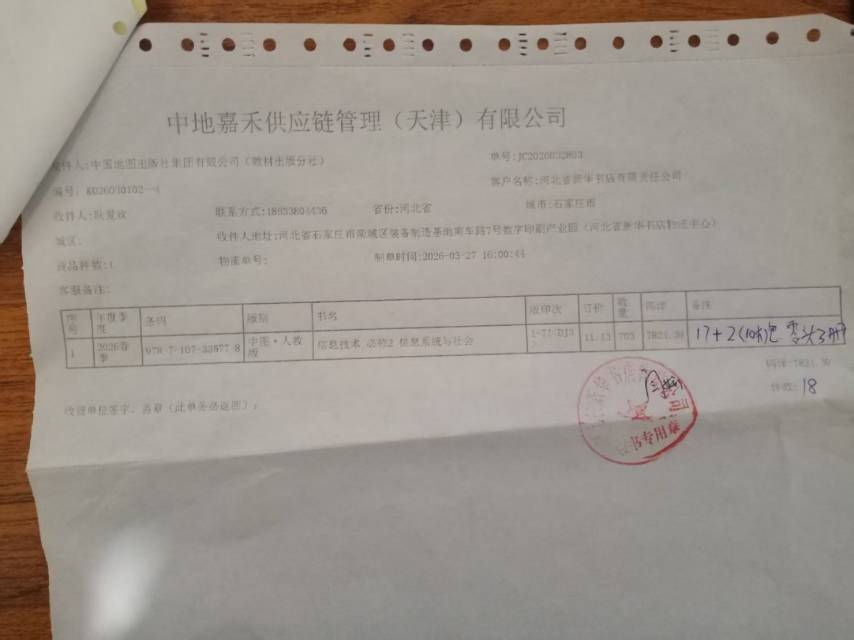 中地嘉禾供应链管理（天津）有限公司
发件人:中国地图出版社集团有限公司（教材出版分社） 单号:JC2026033803
编号: 客户名称:河北省新华书店有限责任公司
收件人:耿爱欣 联系方式:18633804436 省份:河北省 城市:石家庄市
城区: 收件人地址:河北省石家庄市栾城区装备制造基地南车路7号数字印刷产业园（河北省新华书店物流中心）
商品种数:1 物流单号: 制单时间:2026-03-27 16:00:44
客服备注:
序号 年度季度 条码 版别 书名 版印次 订价 数量 码洋 备注
1 2026春季 978-7-107-33577-8 中图·人教版 信息技术 必修2 信息系统与社会 11.13 703 7824.39 17+2(10本)包 零头3册
码洋:7824.39
收货单位签字、盖章（此单务必返回）： 件数:18